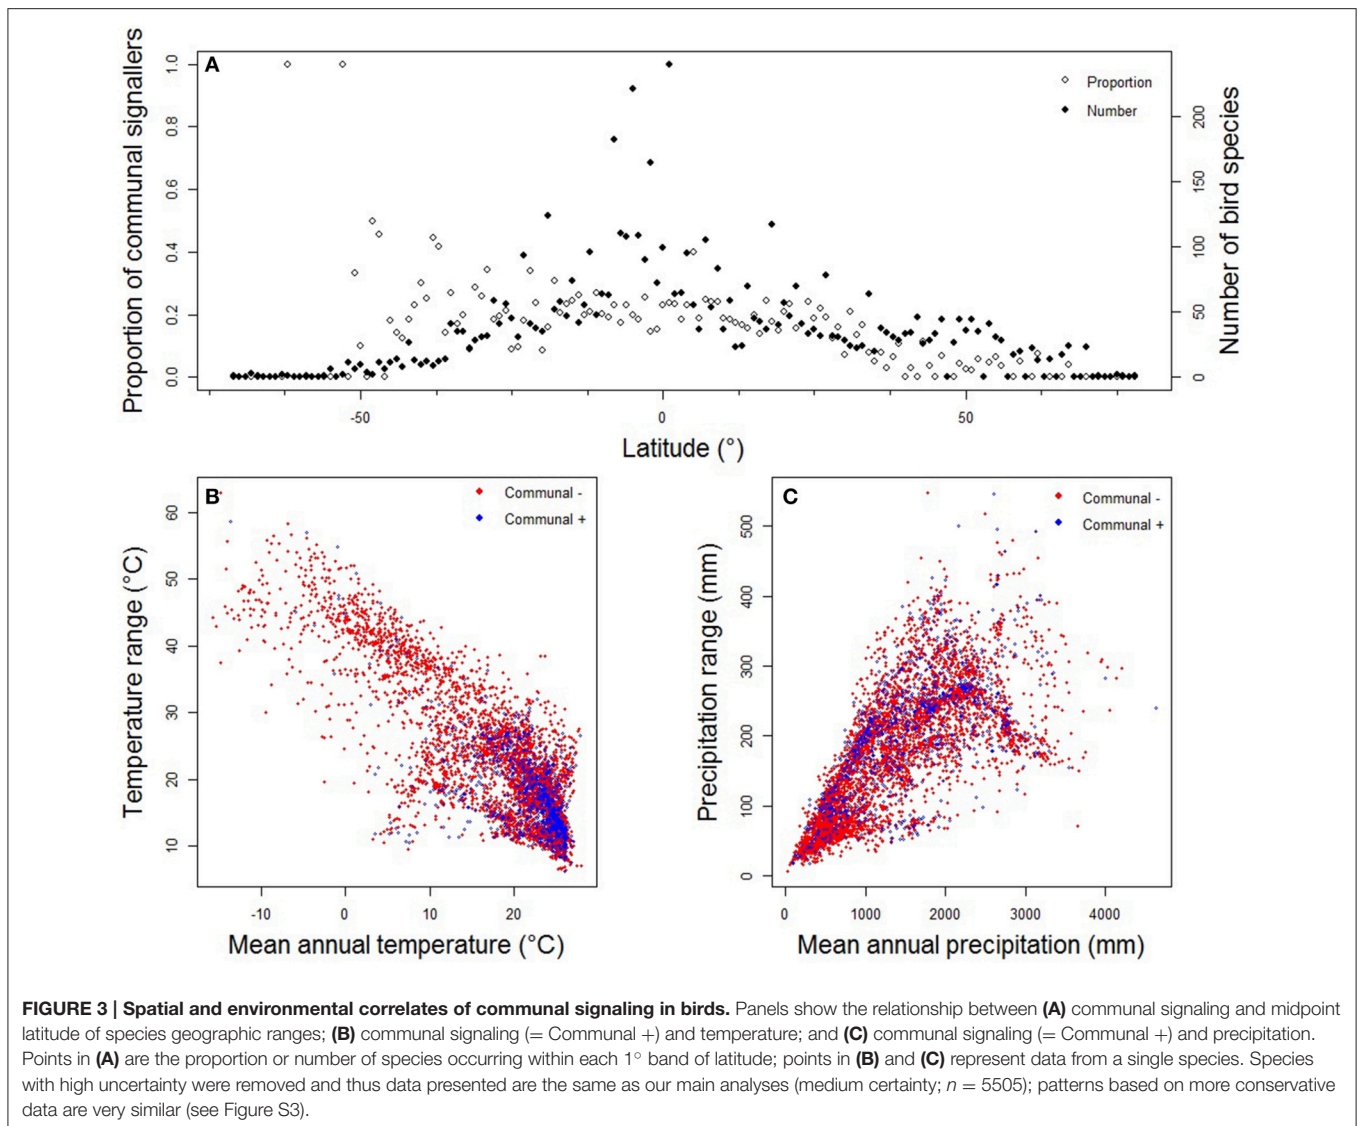 A
Proportion of communal signallers
0.0 0.2 0.4 0.6 0.8 1.0
Proportion
Number
Number of bird species
0 50 100 150 200
-50 0 50
Latitude (°)
B
Communal -
Communal +
Temperature range (°C)
10 20 30 40 50 60
-10 0 10 20
Mean annual temperature (°C)
C
Communal -
Communal +
Precipitation range (mm)
0 100 200 300 400 500
0 1000 2000 3000 4000
Mean annual precipitation (mm)
FIGURE 3 | Spatial and environmental correlates of communal signaling in birds. Panels show the relationship between (A) communal signaling and midpoint
latitude of species geographic ranges; (B) communal signaling (= Communal +) and temperature; and (C) communal signaling (= Communal +) and precipitation.
Points in (A) are the proportion or number of species occurring within each 1° band of latitude; points in (B) and (C) represent data from a single species. Species
with high uncertainty were removed and thus data presented are the same as our main analyses (medium certainty; n = 5505); patterns based on more conservative
data are very similar (see Figure S3).